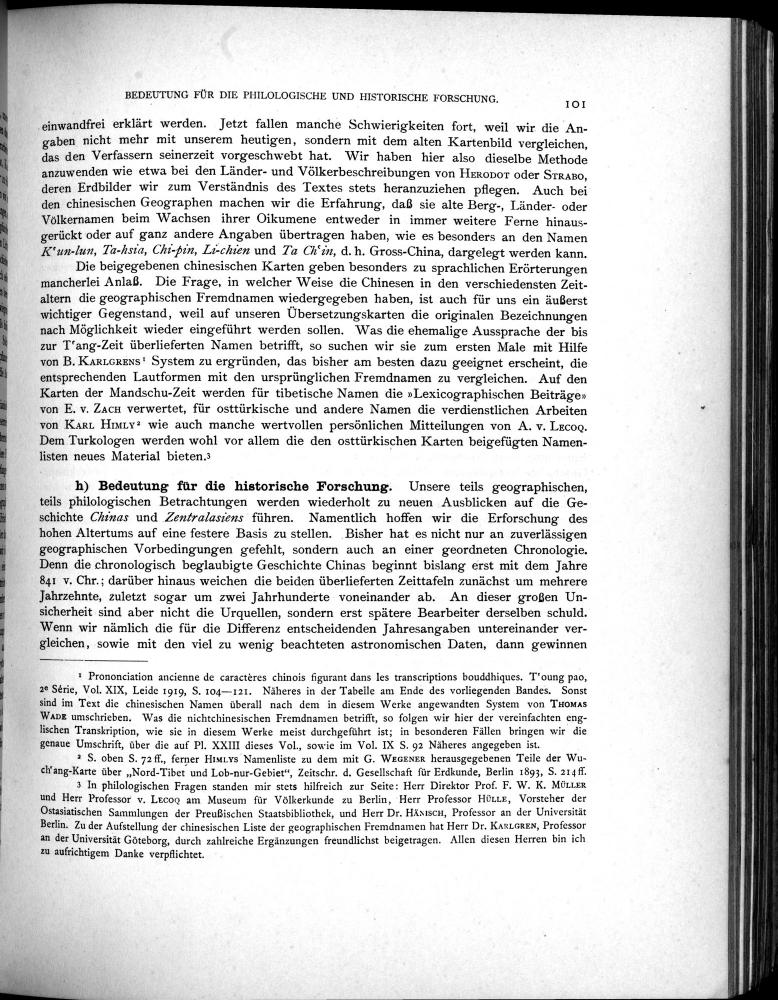 BEDEUTUNG FÜR DIE PHILOLOGISCHE UND HISTORISCHE FORSCHUNG.
101
einwandfrei erklärt werden. Jetzt fallen manche Schwierigkeiten fort, weil wir die An-
gaben nicht mehr mit unserem heutigen, sondern mit dem alten Kartenbild vergleichen,
das den Verfassern seinerzeit vorgeschwebt hat. Wir haben hier also dieselbe Methode
anzuwenden wie etwa bei den Länder- und Völkerbeschreibungen von HERODOT oder STRABO,
deren Erdbilder wir zum Verständnis des Textes stets heranzuziehen pflegen. Auch bei
den chinesischen Geographen machen wir die Erfahrung, daß sie alte Berg-, Länder- oder
Völkernamen beim Wachsen ihrer Oikumene entweder in immer weitere Ferne hinaus-
gerückt oder auf ganz andere Angaben übertragen haben, wie es besonders an den Namen
K'un-lun, Ta-hsia, Chi-pin, Li-chien und Ta Ch'in, d. h. Gross-China, dargelegt werden kann.
Die beigegebenen chinesischen Karten geben besonders zu sprachlichen Erörterungen
mancherlei Anlaß. Die Frage, in welcher Weise die Chinesen in den verschiedensten Zeit-
altern die geographischen Fremdnamen wiedergegeben haben, ist auch für uns ein äußerst
wichtiger Gegenstand, weil auf unseren Übersetzungskarten die originalen Bezeichnungen
nach Möglichkeit wieder eingeführt werden sollen. Was die ehemalige Aussprache der bis
zur T'ang-Zeit überlieferten Namen betrifft, so suchen wir sie zum ersten Male mit Hilfe
von B. KARLGRENS¹ System zu ergründen, das bisher am besten dazu geeignet erscheint, die
entsprechenden Lautformen mit den ursprünglichen Fremdnamen zu vergleichen. Auf den
Karten der Mandschu-Zeit werden für tibetische Namen die »Lexicographischen Beiträge»
von E. v. ZACH verwertet, für osttürkische und andere Namen die verdienstlichen Arbeiten
von KARL HIMLY² wie auch manche wertvollen persönlichen Mitteilungen von A. v. LECOQ.
Dem Turkologen werden wohl vor allem die den osttürkischen Karten beigefügten Namen-
listen neues Material bieten.³
h) Bedeutung für die historische Forschung. Unsere teils geographischen,
teils philologischen Betrachtungen werden wiederholt zu neuen Ausblicken auf die Ge-
schichte Chinas und Zentralasiens führen. Namentlich hoffen wir die Erforschung des
hohen Altertums auf eine festere Basis zu stellen. Bisher hat es nicht nur an zuverlässigen
geographischen Vorbedingungen gefehlt, sondern auch an einer geordneten Chronologie.
Denn die chronologisch beglaubigte Geschichte Chinas beginnt bislang erst mit dem Jahre
841 v. Chr.; darüber hinaus weichen die beiden überlieferten Zeittafeln zunächst um mehrere
Jahrzehnte, zuletzt sogar um zwei Jahrhunderte voneinander ab. An dieser großen Un-
sicherheit sind aber nicht die Urquellen, sondern erst spätere Bearbeiter derselben schuld.
Wenn wir nämlich die für die Differenz entscheidenden Jahresangaben untereinander ver-
gleichen, sowie mit den viel zu wenig beachteten astronomischen Daten, dann gewinnen
¹ Prononciation ancienne de caractères chinois figurant dans les transcriptions bouddhiques. T'oung pao,
2e Série, Vol. XIX, Leide 1919, S. 104—121. Näheres in der Tabelle am Ende des vorliegenden Bandes. Sonst
sind im Text die chinesischen Namen überall nach dem in diesem Werke angewandten System von THOMAS
WADE umschrieben. Was die nichtchinesischen Fremdnamen betrifft, so folgen wir hier der vereinfachten eng-
lischen Transkription, wie sie in diesem Werke meist durchgeführt ist; in besonderen Fällen bringen wir die
genaue Umschrift, über die auf Pl. XXIII dieses Vol., sowie im Vol. IX S. 92 Näheres angegeben ist.
² S. oben S. 72 ff., ferner HIMLYS Namenliste zu dem mit G. WEGENER herausgegebenen Teile der Wu-
ch'ang-Karte über „Nord-Tibet und Lob-nur-Gebiet“, Zeitschr. d. Gesellschaft für Erdkunde, Berlin 1893, S. 214 ff.
³ In philologischen Fragen standen mir stets hilfreich zur Seite: Herr Direktor Prof. F. W. K. MÜLLER
und Herr Professor v. LECOQ am Museum für Völkerkunde zu Berlin, Herr Professor HÜLLE, Vorsteher der
Ostasiatischen Sammlungen der Preußischen Staatsbibliothek, und Herr Dr. HÄNISCH, Professor an der Universität
Berlin. Zu der Aufstellung der chinesischen Liste der geographischen Fremdnamen hat Herr Dr. KARLGREN, Professor
an der Universität Göteborg, durch zahlreiche Ergänzungen freundlichst beigetragen. Allen diesen Herren bin ich
zu aufrichtigem Danke verpflichtet.